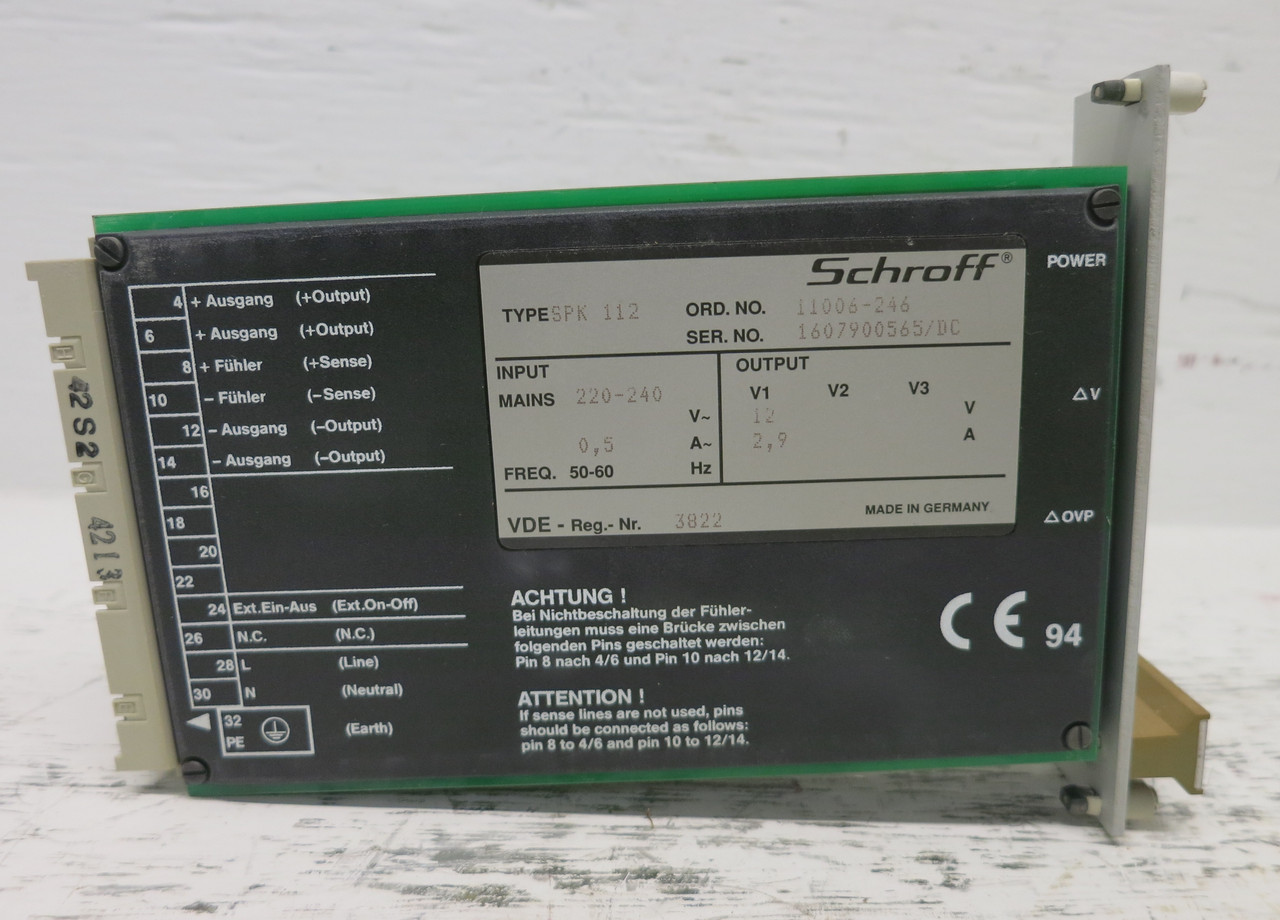 4 + Ausgang (+Output)
6 + Ausgang (+Output)
8 + Fühler (+Sense)
10 – Fühler (–Sense)
12 – Ausgang (–Output)
14 – Ausgang (–Output)
16
18
20
22
24 Ext.Ein-Aus (Ext.On-Off)
26 N.C. (N.C.)
28 L (Line)
30 N (Neutral)
32
PE (Earth)
Schroff®
TYPE SPK 112 ORD. NO. 11006-246
SER. NO. 1607900565/DC
INPUT OUTPUT
MAINS 220-240 V~ V1 V2 V3
12 V
0,5 A~ 2,9 A
FREQ. 50-60 Hz
VDE - Reg.- Nr. 3822 MADE IN GERMANY
POWER
△V
△OVP
ACHTUNG !
Bei Nichtbeschaltung der Fühler-
leitungen muss eine Brücke zwischen
folgenden Pins geschaltet werden:
Pin 8 nach 4/6 und Pin 10 nach 12/14.
ATTENTION !
If sense lines are not used, pins
should be connected as follows:
pin 8 to 4/6 and pin 10 to 12/14.
CE 94
42S2
4213